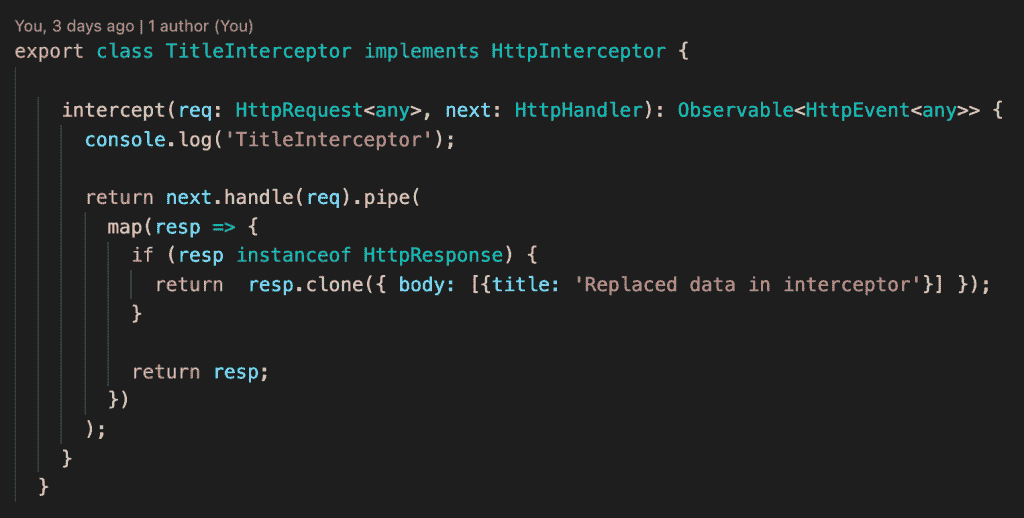 You, 3 days ago | 1 author (You)
export class TitleInterceptor implements HttpInterceptor {
intercept(req: HttpRequest<any>, next: HttpHandler): Observable<HttpEvent<any>> {
console.log('TitleInterceptor');
return next.handle(req).pipe(
map(resp => {
if (resp instanceof HttpResponse) {
return  resp.clone({ body: [{title: 'Replaced data in interceptor'}] });
}
return resp;
})
);
}
}